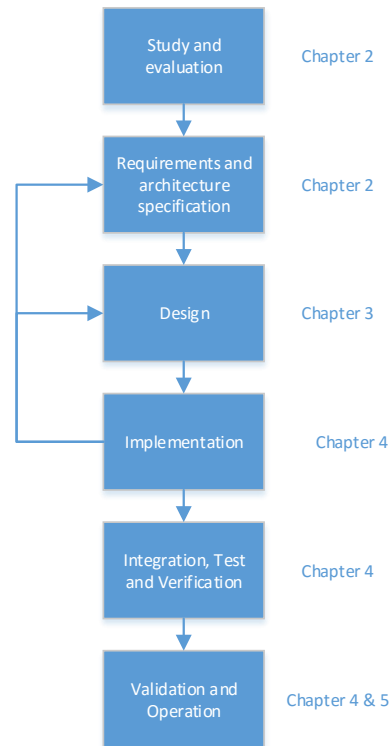 Study and
evaluation
Chapter 2
Requirements and
architecture
specification
Chapter 2
Design
Chapter 3
Implementation
Chapter 4
Integration, Test
and Verification
Chapter 4
Validation and
Operation
Chapter 4 & 5